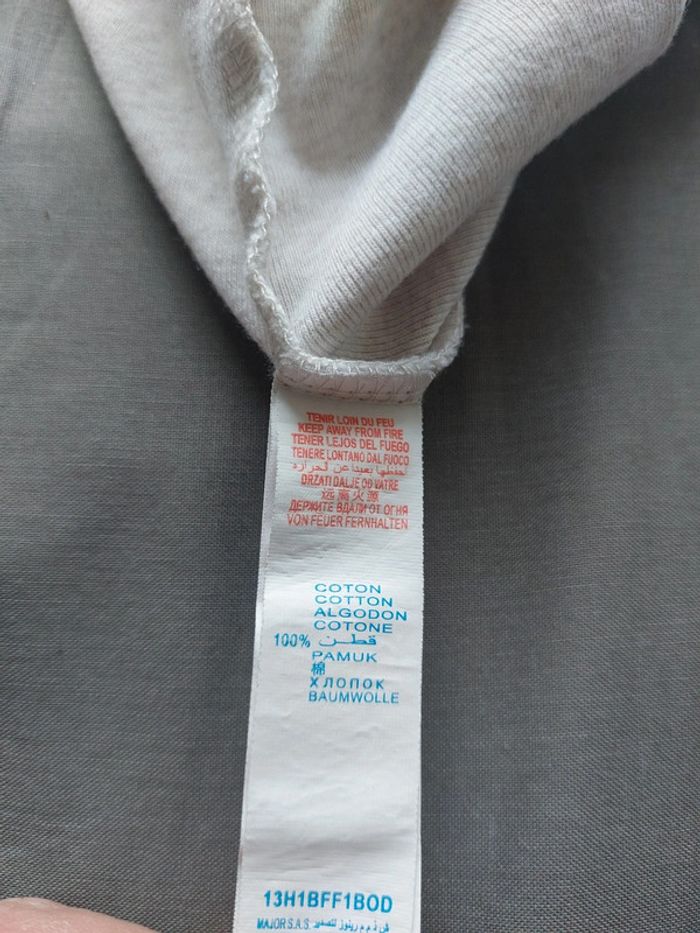 TENIR LOIN DU FEU
KEEP AWAY FROM FIRE
TENER LEJOS DEL FUEGO
TENERE LONTANO DAL FUOCO
عن الحرارة
DRZATI DALJE OD VATRE
远离火源
ДЕРЖИТЕ ВДАЛИ ОТ ОГНЯ
VON FEUER FERNHALTEN
COTON
COTTON
ALGODON
COTONE
100% قطن
PAMUK
棉
ХЛОПОК
BAUMWOLLE
13H1BFF1BOD
MAJOR S.A.S.